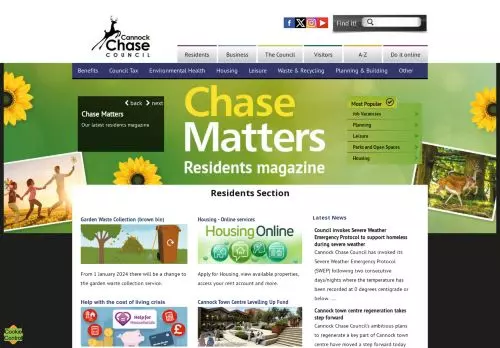 Cannock
Chase
COUNCIL
Find it!
Residents
Business
The Council
Visitors
A-Z
Do it online
Benefits
Council Tax
Environmental Health
Housing
Leisure
Waste & Recycling
Planning & Building
Other
back
next
Chase Matters
Our latest residents magazine
Chase
Matters
Residents magazine
Most Popular
Job Vacancies
Planning
Leisure
Parks and Open Spaces
Housing
Residents Section
Garden Waste Collection (brown bin)
From 1 January 2024 there will be a change to
the garden waste collection service.
Help with the cost of living crisis
Help for
Households
Housing - Online services
Housing Online
Apply for Housing, view available properties,
access your rent account and more.
Cannock Town Centre Levelling Up Fund
Latest News
Council invokes Severe Weather
Emergency Protocol to support homeless
during severe weather
Cannock Chase Council has invoked its
Severe Weather Emergency Protocol
(SWEP) following two consecutive
days/nights where the temperature has
been recorded at 0 degrees centigrade or
below. ...
Cannock town centre regeneration takes
step forward
Cannock Chase Council's ambitious plans
to regenerate a key part of Cannock town
centre have moved a step forward today
Cookie
Control